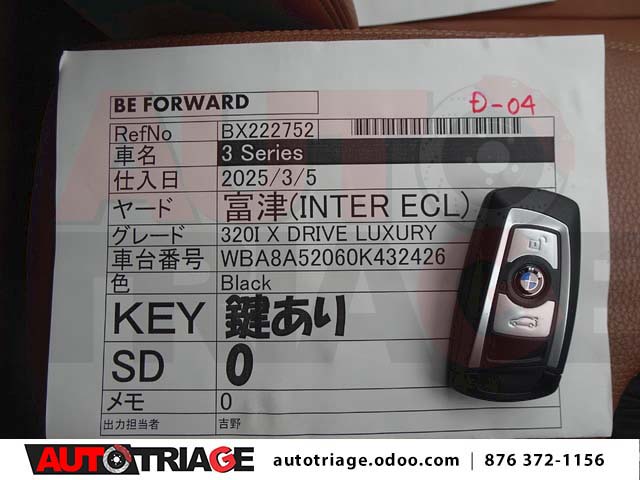 BE FORWARD
Ð-04
RefNo BX222752
車名 3 Series
仕入日 2025/3/5
ヤード 富津(INTER ECL)
グレード 320I X DRIVE LUXURY
車台番号 WBA8A52060K432426
色 Black
KEY 鍵あり
SD 0
メモ 0
出力担当者 吉野
AUTO TRIAGE
AUTOTRIAGE autotriage.odoo.com | 876 372-1156